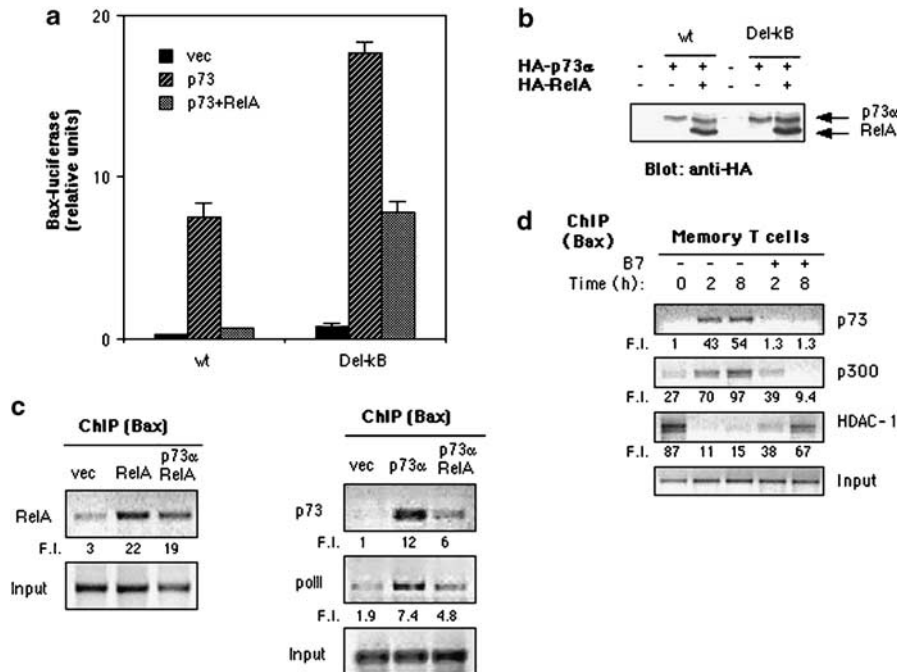 a
Bax-luciferase
(relative units)
20
10
0
vec
p73
p73+RelA
wt
Del-kB
b
wt
Del-kB
HA-p73α - + + - + +
HA-RelA + +
p73α
RelA
Blot: anti-HA
c
ChIP (Bax)
vec RelA p73α RelA
RelA
F.I. 3 22 19
Input
ChIP (Bax)
vec p73α p73α RelA
p73
F.I. 1 12 6
polII
F.I. 1.9 7.4 4.8
Input
d
ChIP
(Bax)
Memory T cells
B7 - - - + +
Time (h): 0 2 8 2 8
p73
F.I. 1 43 54 1.3 1.3
p300
F.I. 27 70 97 39 9.4
HDAC-1
F.I. 87 11 15 38 67
Input